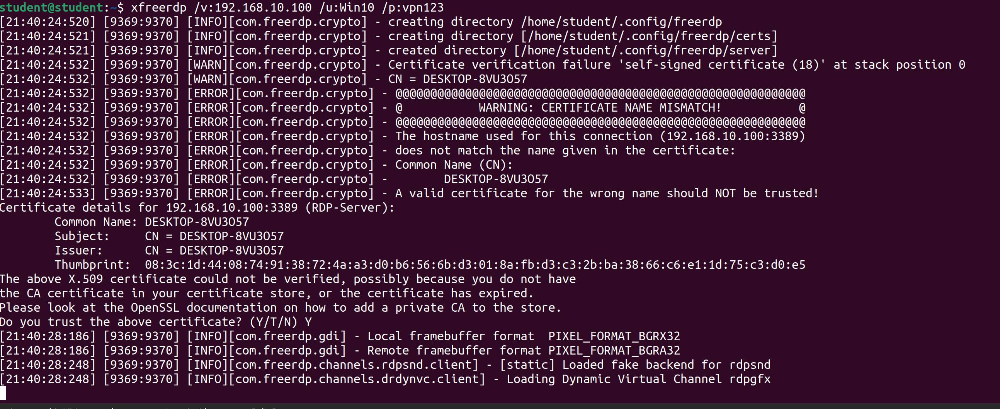 student@student:~$ xfreerdp /v:192.168.10.100 /u:Win10 /p:vpn123
[21:40:24:520] [9369:9370] [INFO][com.freerdp.crypto] - creating directory /home/student/.config/freerdp
[21:40:24:521] [9369:9370] [INFO][com.freerdp.crypto] - creating directory [/home/student/.config/freerdp/certs]
[21:40:24:521] [9369:9370] [INFO][com.freerdp.crypto] - created directory [/home/student/.config/freerdp/server]
[21:40:24:532] [9369:9370] [WARN][com.freerdp.crypto] - Certificate verification failure 'self-signed certificate (18)' at stack position 0
[21:40:24:532] [9369:9370] [WARN][com.freerdp.crypto] - CN = DESKTOP-8VU3O57
[21:40:24:532] [9369:9370] [ERROR][com.freerdp.crypto] - @@@@@@@@@@@@@@@@@@@@@@@@@@@@@@@@@@@@@@@@@@@@@@@@@@@@@@@@@@@
[21:40:24:532] [9369:9370] [ERROR][com.freerdp.crypto] - @           WARNING: CERTIFICATE NAME MISMATCH!           @
[21:40:24:532] [9369:9370] [ERROR][com.freerdp.crypto] - @@@@@@@@@@@@@@@@@@@@@@@@@@@@@@@@@@@@@@@@@@@@@@@@@@@@@@@@@@@
[21:40:24:532] [9369:9370] [ERROR][com.freerdp.crypto] - The hostname used for this connection (192.168.10.100:3389)
[21:40:24:532] [9369:9370] [ERROR][com.freerdp.crypto] - does not match the name given in the certificate:
[21:40:24:532] [9369:9370] [ERROR][com.freerdp.crypto] - Common Name (CN):
[21:40:24:532] [9369:9370] [ERROR][com.freerdp.crypto] -        DESKTOP-8VU3O57
[21:40:24:533] [9369:9370] [ERROR][com.freerdp.crypto] - A valid certificate for the wrong name should NOT be trusted!
Certificate details for 192.168.10.100:3389 (RDP-Server):
        Common Name: DESKTOP-8VU3O57
        Subject:     CN = DESKTOP-8VU3O57
        Issuer:      CN = DESKTOP-8VU3O57
        Thumbprint:  08:3c:1d:44:08:74:91:38:72:4a:a3:d0:b6:56:6b:d3:01:8a:fb:d3:c3:2b:ba:38:66:c6:e1:1d:75:c3:d0:e5
The above X.509 certificate could not be verified, possibly because you do not have
the CA certificate in your certificate store, or the certificate has expired.
Please look at the OpenSSL documentation on how to add a private CA to the store.
Do you trust the above certificate? (Y/T/N) Y
[21:40:28:186] [9369:9370] [INFO][com.freerdp.gdi] - Local framebuffer format  PIXEL_FORMAT_BGRX32
[21:40:28:186] [9369:9370] [INFO][com.freerdp.gdi] - Remote framebuffer format PIXEL_FORMAT_BGRA32
[21:40:28:248] [9369:9370] [INFO][com.freerdp.channels.rdpsnd.client] - [static] Loaded fake backend for rdpsnd
[21:40:28:248] [9369:9370] [INFO][com.freerdp.channels.drdynvc.client] - Loading Dynamic Virtual Channel rdpgfx